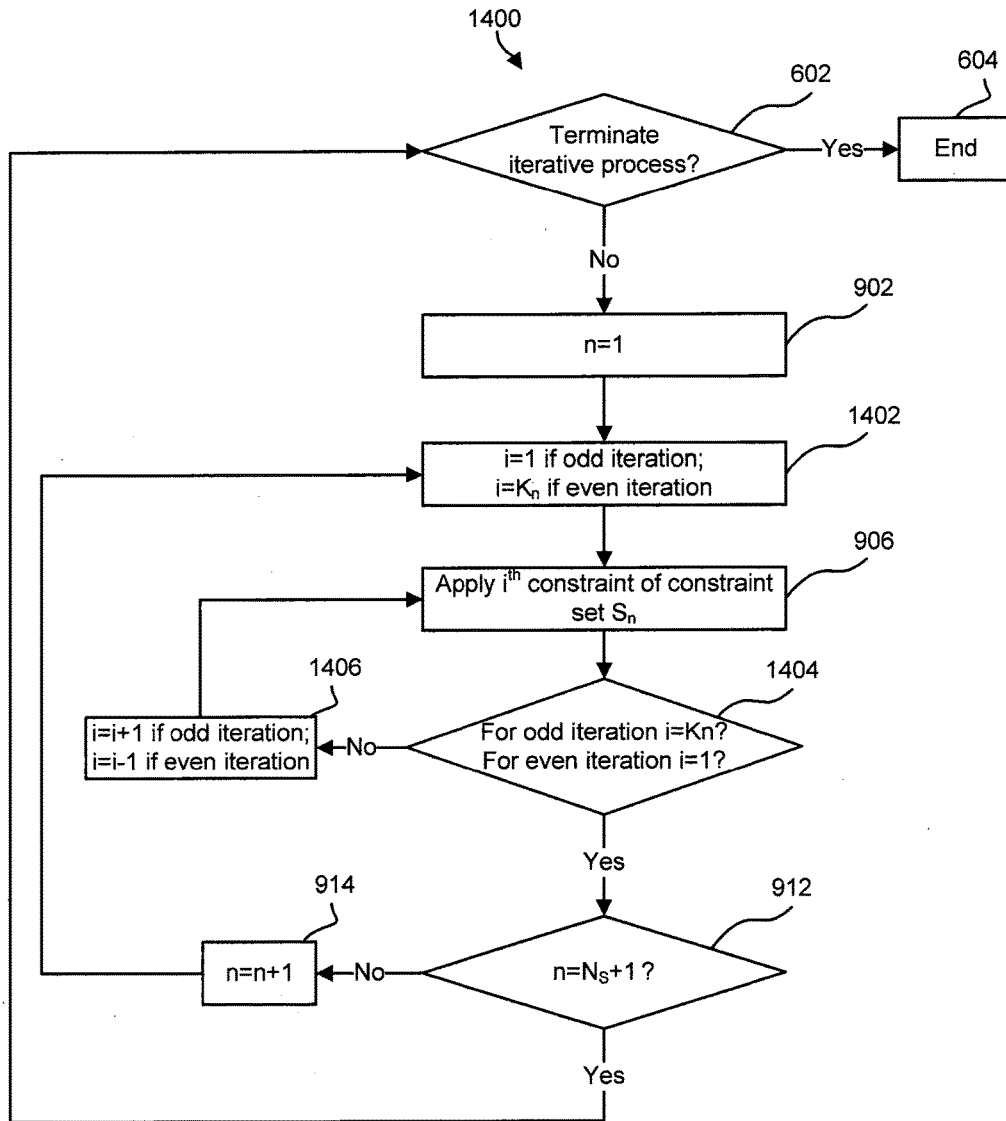 1400
602
604
Terminate
iterative process?
Yes
End
No
902
n=1
1402
i=1 if odd iteration;
i=Kn if even iteration
906
Apply ith constraint of constraint
set Sn
1406
1404
i=i+1 if odd iteration;
i=i-1 if even iteration
No
For odd iteration i=Kn?
For even iteration i=1?
Yes
914
912
n=n+1
No
n=NS+1 ?
Yes